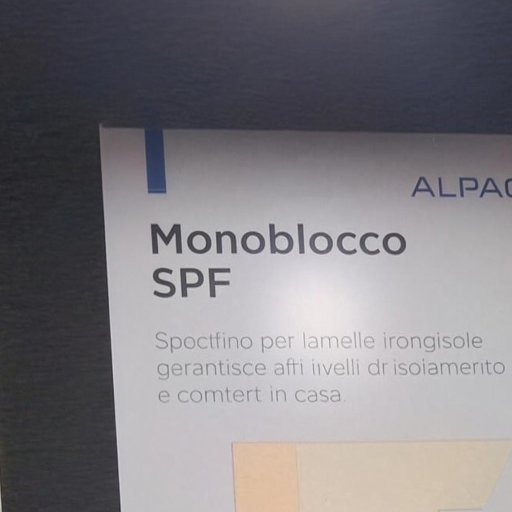 ALPAC
Monoblocco
SPF
Spoctfino per lamelle irongisole
gerantisce afti iivelli dr isoiamerito
e comtert in casa.